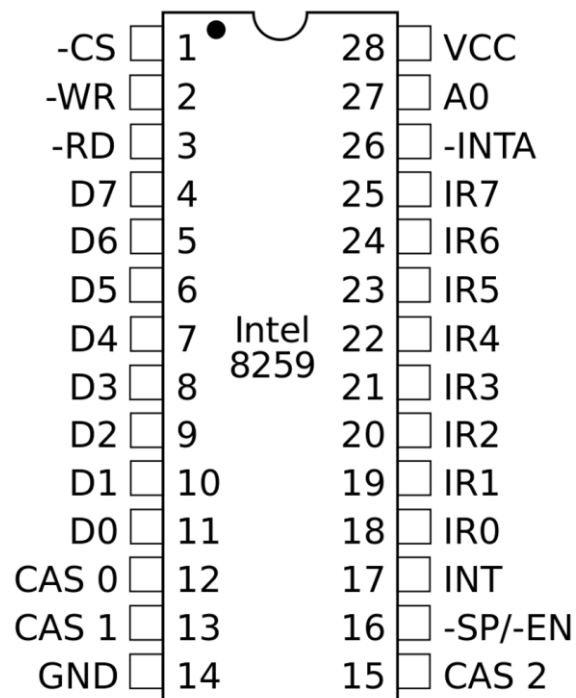 -CS 1 28 VCC
-WR 2 27 A0
-RD 3 26 -INTA
D7 4 25 IR7
D6 5 24 IR6
D5 6 23 IR5
Intel
D4 7 22 IR4
8259
D3 8 21 IR3
D2 9 20 IR2
D1 10 19 IR1
D0 11 18 IR0
CAS 0 12 17 INT
CAS 1 13 16 -SP/-EN
GND 14 15 CAS 2